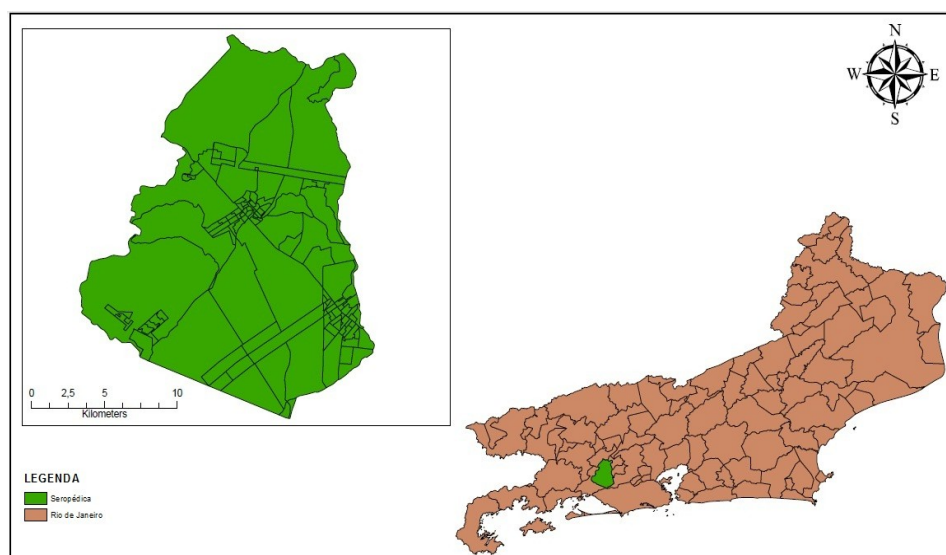 N
W E
S
0 2,5 5 10
Kilometers
LEGENDA
Seropédica
Rio de Janeiro